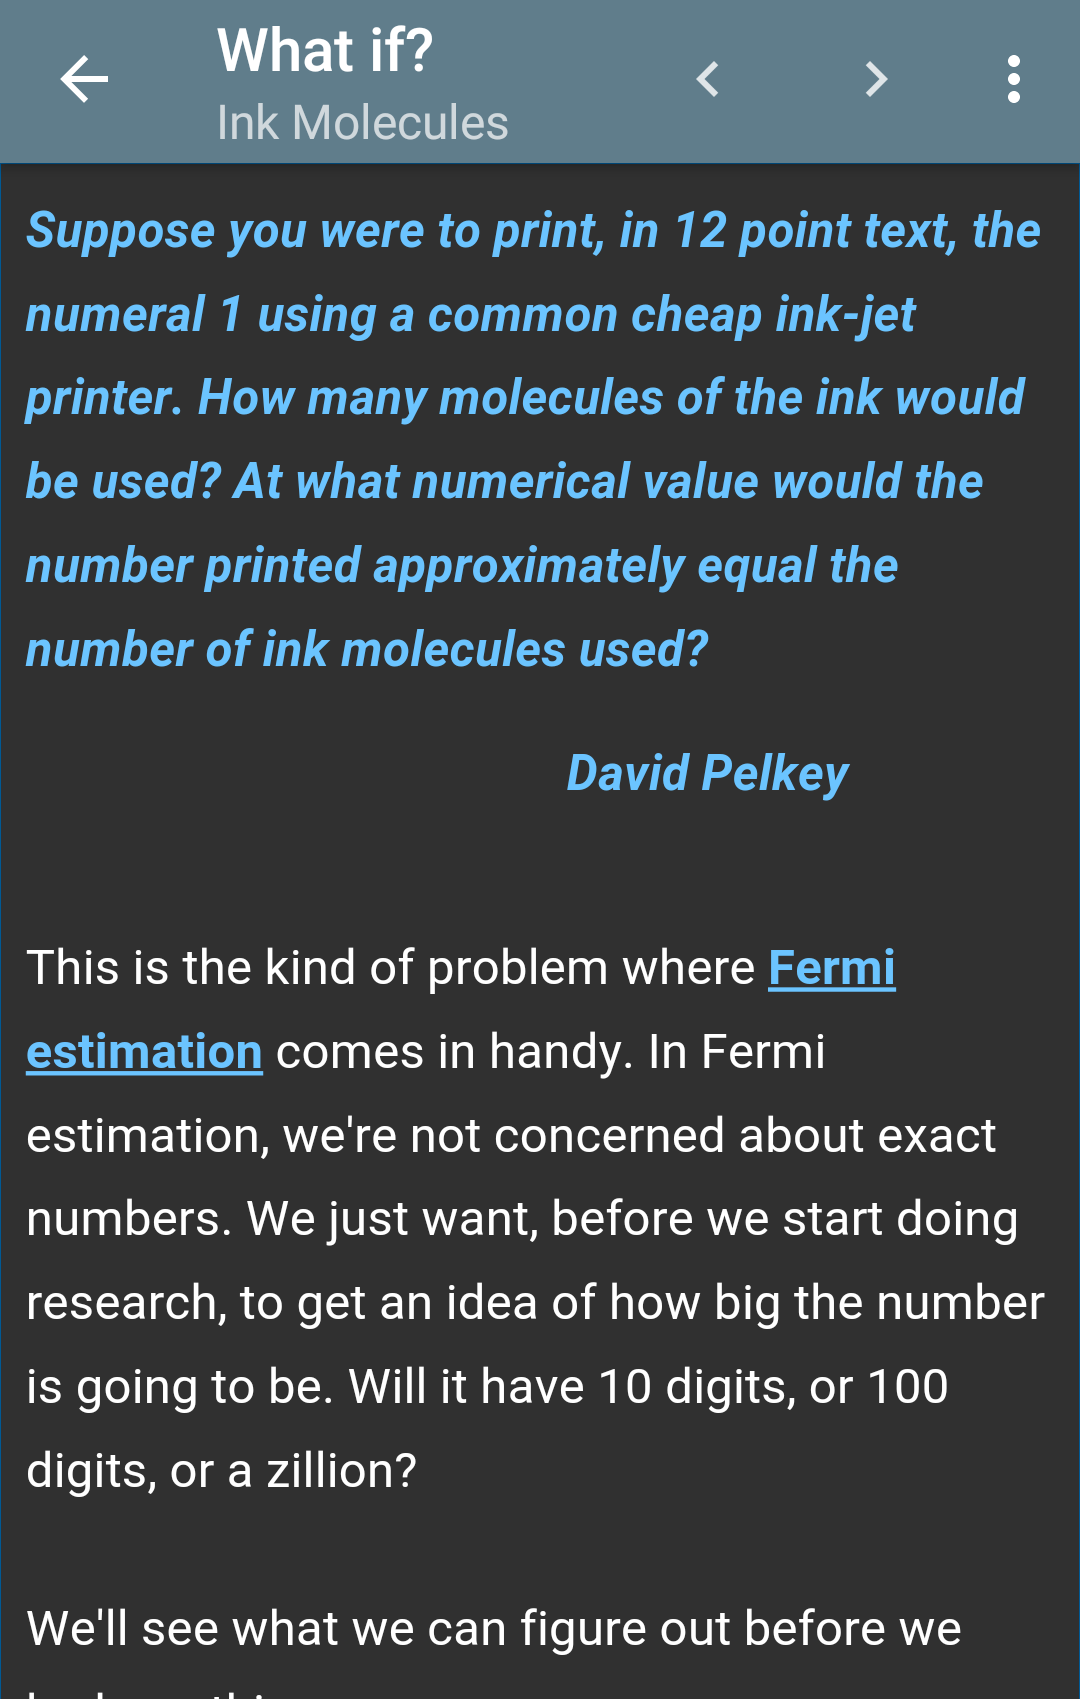 What if?
Ink Molecules
Suppose you were to print, in 12 point text, the
numeral 1 using a common cheap ink-jet
printer. How many molecules of the ink would
be used? At what numerical value would the
number printed approximately equal the
number of ink molecules used?
David Pelkey
This is the kind of problem where Fermi
estimation comes in handy. In Fermi
estimation, we're not concerned about exact
numbers. We just want, before we start doing
research, to get an idea of how big the number
is going to be. Will it have 10 digits, or 100
digits, or a zillion?
We'll see what we can figure out before we